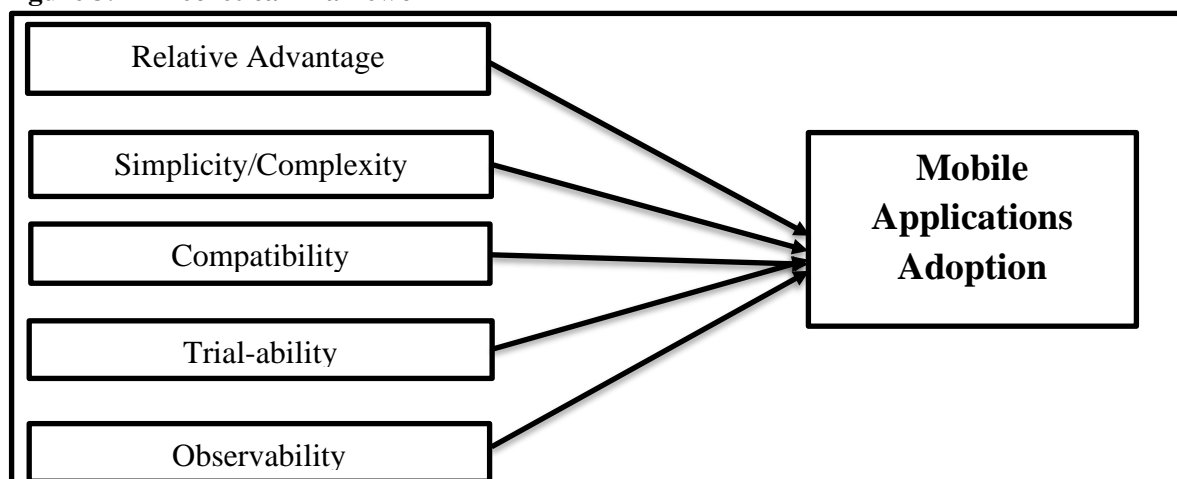 Relative Advantage
Simplicity/Complexity
Compatibility
Trial-ability
Observability
Mobile
Applications
Adoption